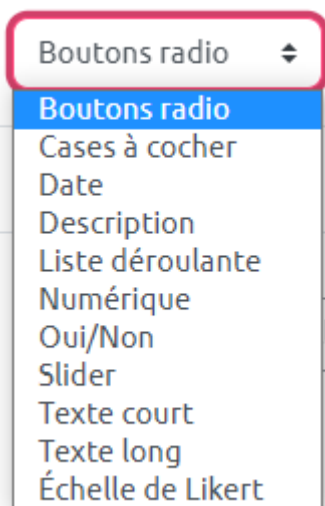 Boutons radio
Boutons radio
Cases à cocher
Date
Description
Liste déroulante
Numérique
Oui/Non
Slider
Texte court
Texte long
Échelle de Likert